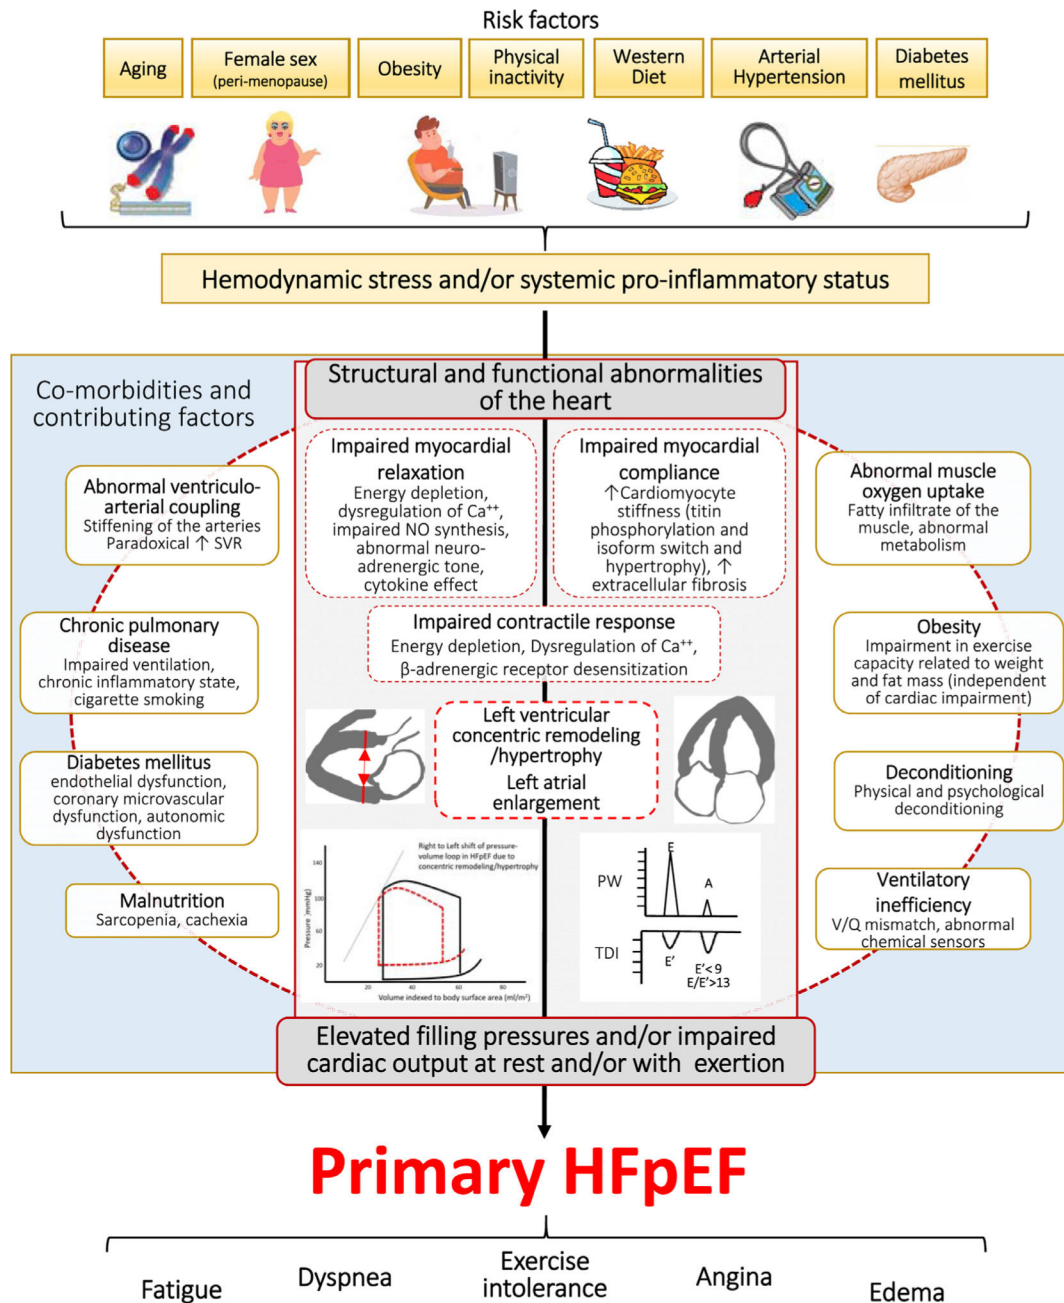 Risk factors
Aging
Female sex
(peri-menopause)
Obesity
Physical
inactivity
Western
Diet
Arterial
Hypertension
Diabetes
mellitus
Hemodynamic stress and/or systemic pro-inflammatory status
Co-morbidities and
contributing factors
Structural and functional abnormalities
of the heart
Abnormal ventriculo-
arterial coupling
Stiffening of the arteries
Paradoxical ↑ SVR
Chronic pulmonary
disease
Impaired ventilation,
chronic inflammatory state,
cigarette smoking
Diabetes mellitus
endothelial dysfunction,
coronary microvascular
dysfunction, autonomic
dysfunction
Malnutrition
Sarcopenia, cachexia
Impaired myocardial
relaxation
Energy depletion,
dysregulation of Ca⁺⁺,
impaired NO synthesis,
abnormal neuro-
adrenergic tone,
cytokine effect
Impaired myocardial
compliance
↑Cardiomyocyte
stiffness (titin
phosphorylation and
isoform switch and
hypertrophy), ↑
extracellular fibrosis
Impaired contractile response
Energy depletion, Dysregulation of Ca⁺⁺,
β-adrenergic receptor desensitization
Left ventricular
concentric remodeling
/hypertrophy
Left atrial
enlargement
Right to Left shift of pressure-
volume loop in HFpEF due to
concentric remodeling/hypertrophy
Pressure (mmHg)
140
100
60
20
20
40
60
80
Volume indexed to body surface area (ml/m²)
PW
E
A
TDI
E'
E'<9
E/E'>13
Abnormal muscle
oxygen uptake
Fatty infiltrate of the
muscle, abnormal
metabolism
Obesity
Impairment in exercise
capacity related to weight
and fat mass (independent
of cardiac impairment)
Deconditioning
Physical and psychological
deconditioning
Ventilatory
inefficiency
V/Q mismatch, abnormal
chemical sensors
Elevated filling pressures and/or impaired
cardiac output at rest and/or with exertion
Primary HFpEF
Fatigue
Dyspnea
Exercise
intolerance
Angina
Edema